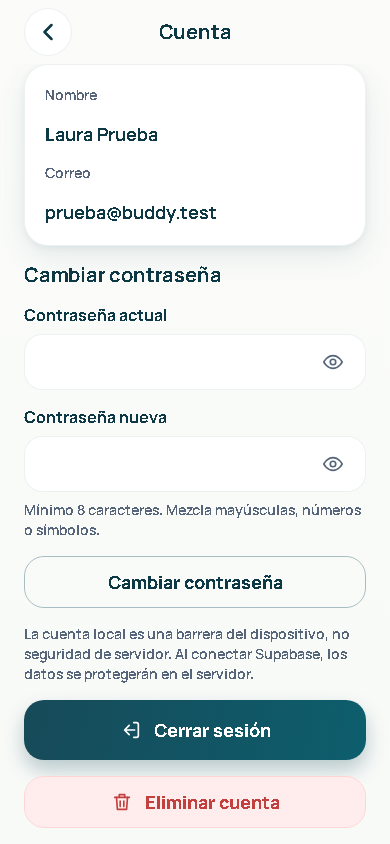 Cuenta
Nombre
Laura Prueba
Correo
prueba@buddy.test
Cambiar contraseña
Contraseña actual
Contraseña nueva
Mínimo 8 caracteres. Mezcla mayúsculas, números
o símbolos.
Cambiar contraseña
La cuenta local es una barrera del dispositivo, no
seguridad de servidor. Al conectar Supabase, los
datos se protegerán en el servidor.
Cerrar sesión
Eliminar cuenta